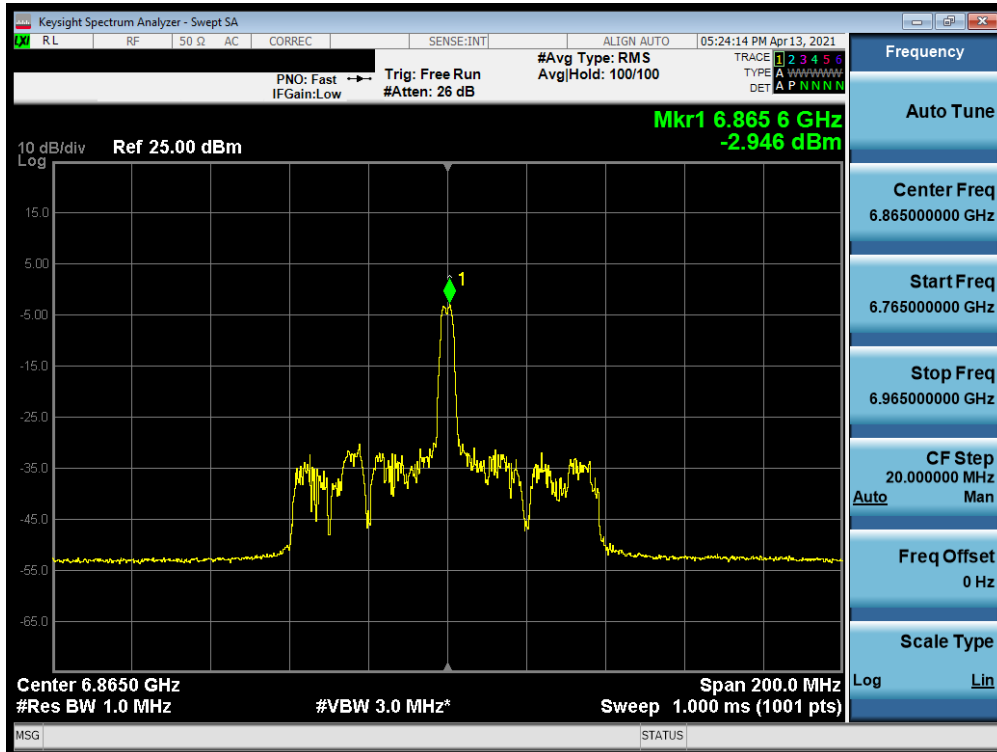 Keysight Spectrum Analyzer - Swept SA
LXI RL RF 50 Ω AC CORREC SENSE:INT ALIGN AUTO 05:24:14 PM Apr 13, 2021
PNO: Fast Trig: Free Run #Avg Type: RMS TRACE 1 2 3 4 5 6
IFGain:Low #Atten: 26 dB Avg|Hold: 100/100 TYPE A WWWWW
DET A P N N N N
Mkr1 6.865 6 GHz
-2.946 dBm
10 dB/div Ref 25.00 dBm
Log
15.0
5.00
1
-5.00
-15.0
-25.0
-35.0
-45.0
-55.0
-65.0
Center 6.8650 GHz Span 200.0 MHz
#Res BW 1.0 MHz #VBW 3.0 MHz* Sweep 1.000 ms (1001 pts)
MSG STATUS
Frequency
Auto Tune
Center Freq
6.865000000 GHz
Start Freq
6.765000000 GHz
Stop Freq
6.965000000 GHz
CF Step
20.000000 MHz
Auto Man
Freq Offset
0 Hz
Scale Type
Log Lin